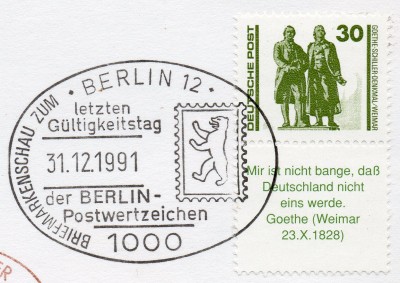 BRIEFMARKENSCHAU ZUM · BERLIN 12 ·
letzten
Gültigkeitstag
31.12.1991
der BERLIN-
Postwertzeichen
1000
DEUTSCHE POST
30
GOETHE-SCHILLER-DENKMAL, WEIMAR
Mir ist nicht bange, daß
Deutschland nicht
eins werde.
Goethe (Weimar
23.X.1828)
ER